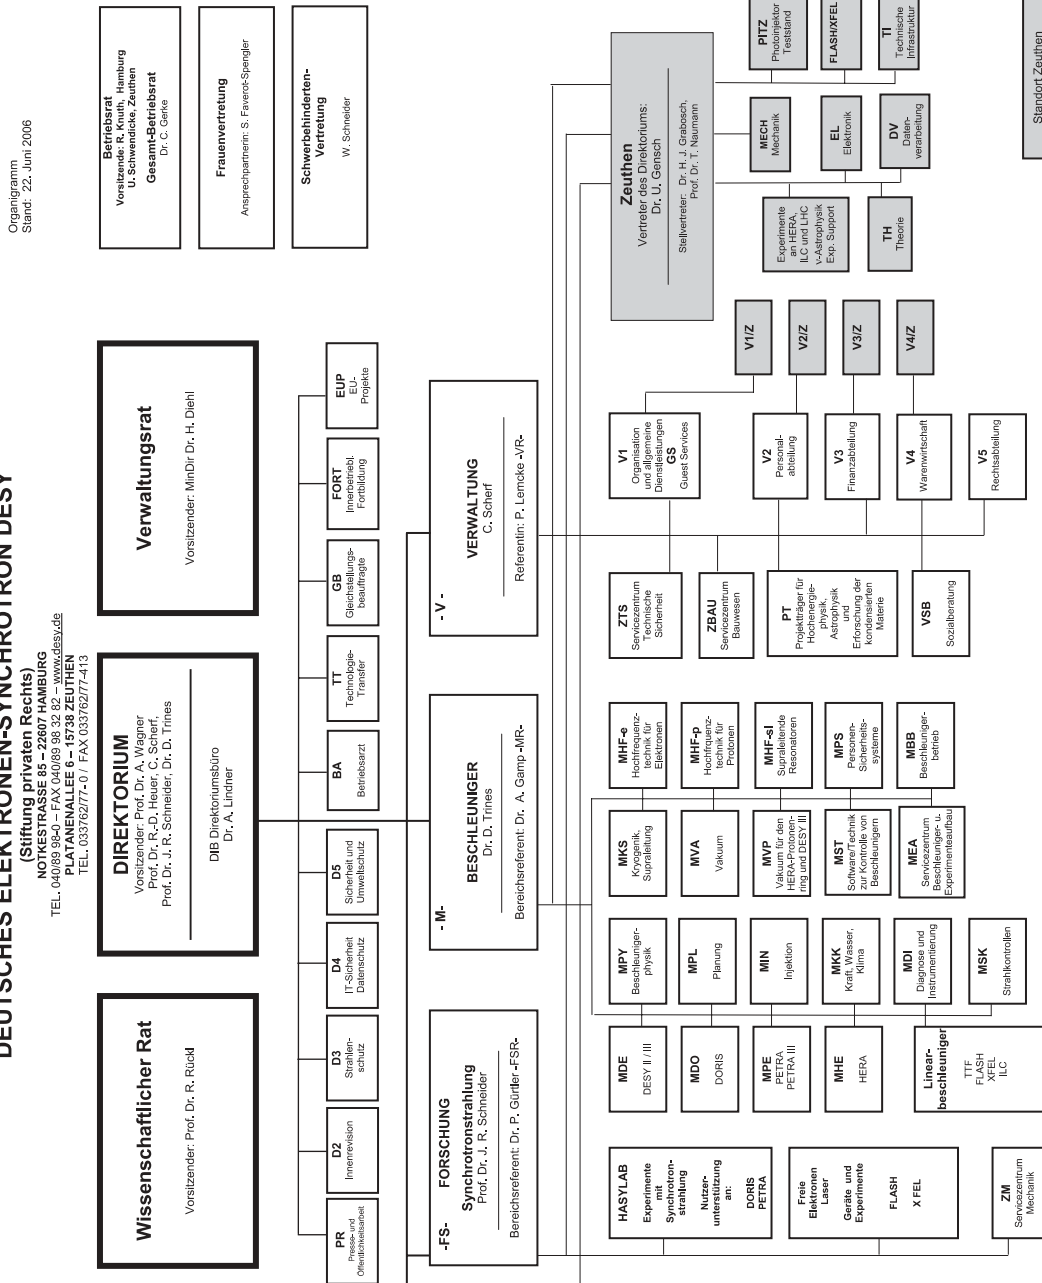 Organigramm
Stand: 22. Juni 2006
DEUTSCHES ELEKTRONEN-SYNCHROTRON DESY
(Stiftung privaten Rechts)
NOTKESTRASSE 85 – 22607 HAMBURG
TEL. 040/89 98-0 – FAX 040/89 98 32 82 – www.desy.de
PLATANENALLEE 6 – 15738 ZEUTHEN
TEL. 033762/77-0 / FAX 033762/77-413
Wissenschaftlicher Rat
Vorsitzender: Prof. Dr. R. Rückl
DIREKTORIUM
Vorsitzender: Prof. Dr. A. Wagner
Prof. Dr. R.-D. Heuer, C. Scherf,
Prof. Dr. J. R. Schneider, Dr. D. Trines
DIB Direktoriumsbüro
Dr. A. Lindner
Verwaltungsrat
Vorsitzender: MinDir Dr. H. Diehl
Betriebsrat
Vorsitzende: R. Knuth, Hamburg
U. Schwendicke, Zeuthen
Gesamt-Betriebsrat
Dr. C. Gerke
Frauenvertretung
Ansprechpartnerin: S. Faverot-Spengler
Schwerbehinderten-
Vertretung
W. Schneider
PR
Presse- und
Öffentlichkeitsarbeit
D2
Innenrevision
D3
Strahlen-
schutz
D4
IT-Sicherheit
Datenschutz
D5
Sicherheit und
Umweltschutz
BA
Betriebsarzt
TT
Technologie-
Transfer
GB
Gleichstellungs-
beauftragte
FORT
Innerbetriebl.
Fortbildung
EUP
EU-
Projekte
-FS- FORSCHUNG
Synchrotronstrahlung
Prof. Dr. J. R. Schneider
Bereichsreferent: Dr. P. Gürtler -FSR-
- M-
BESCHLEUNIGER
Dr. D. Trines
Bereichsreferent: Dr. A. Gamp -MR-
- V -
VERWALTUNG
C. Scherf
Referentin: P. Lemcke -VR-
Zeuthen
Vertreter des Direktoriums:
Dr. U. Gensch
Stellvertreter: Dr. H. J. Grabosch,
Prof. Dr. T. Naumann
HASYLAB
Experimente
mit
Synchrotron-
strahlung
Nutzer-
unterstützung
an:
DORIS
PETRA
Freie
Elektronen
Laser
Geräte und
Experimente
FLASH
X FEL
ZM
Servicezentrum
Mechanik
MDE
DESY II / III
MDO
DORIS
MPE
PETRA
PETRA III
MHE
HERA
Linear-
beschleuniger
TTF
FLASH
XFEL
ILC
MPY
Beschleuniger-
physik
MPL
Planung
MIN
Injektion
MKK
Kraft, Wasser,
Klima
MDI
Diagnose und
Instrumentierung
MSK
Strahlkontrollen
MKS
Kryogenik,
Supraleitung
MVA
Vakuum
MVP
Vakuum für den
HERA-Protonen-
ring und DESY III
MST
Software/Technik
zur Kontrolle von
Beschleunigern
MEA
Servicezentrum
Beschleuniger- u.
Experimenteaufbau
MHF-e
Hochfrequenz-
technik für
Elektronen
MHF-p
Hochfrquenz-
technik für
Protonen
MHF-sl
Supraleitende
Resonatoren
MPS
Personen-
Sicherheits-
systeme
MBB
Beschleuniger-
betrieb
ZTS
Servicezentrum
Technische
Sicherheit
ZBAU
Servicezentrum
Bauwesen
PT
Projektträger für
Hochenergie-
physik,
Astrophysik
und
Erforschung der
kondensierten
Materie
VSB
Sozialberatung
V1
Organisation
und allgemeine
Dienstleistungen
GS
Guest Services
V2
Personal-
abteilung
V3
Finanzabteilung
V4
Warenwirtschaft
V5
Rechtsabteilung
V1/Z
V2/Z
V3/Z
V4/Z
Experimente
an HERA,
ILC und LHC
ν-Astrophysik
Exp. Support
TH
Theorie
MECH
Mechanik
EL
Elektronik
DV
Daten-
verarbeitung
PITZ
Photoinjektor
Teststand
FLASH/XFEL
TI
Technische
Infrastruktur
Standort Zeuthen